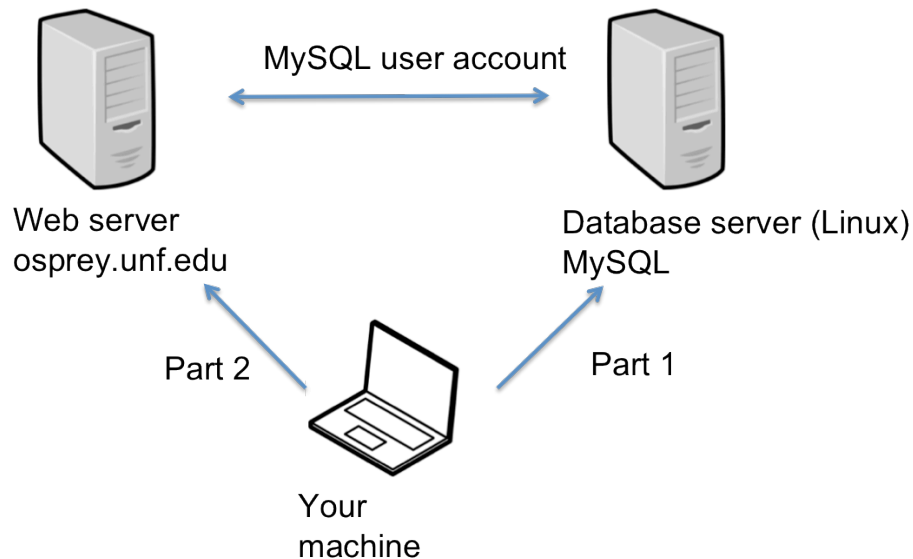 MySQL user account
Web server
osprey.unf.edu
Database server (Linux)
MySQL
Part 2
Part 1
Your
machine